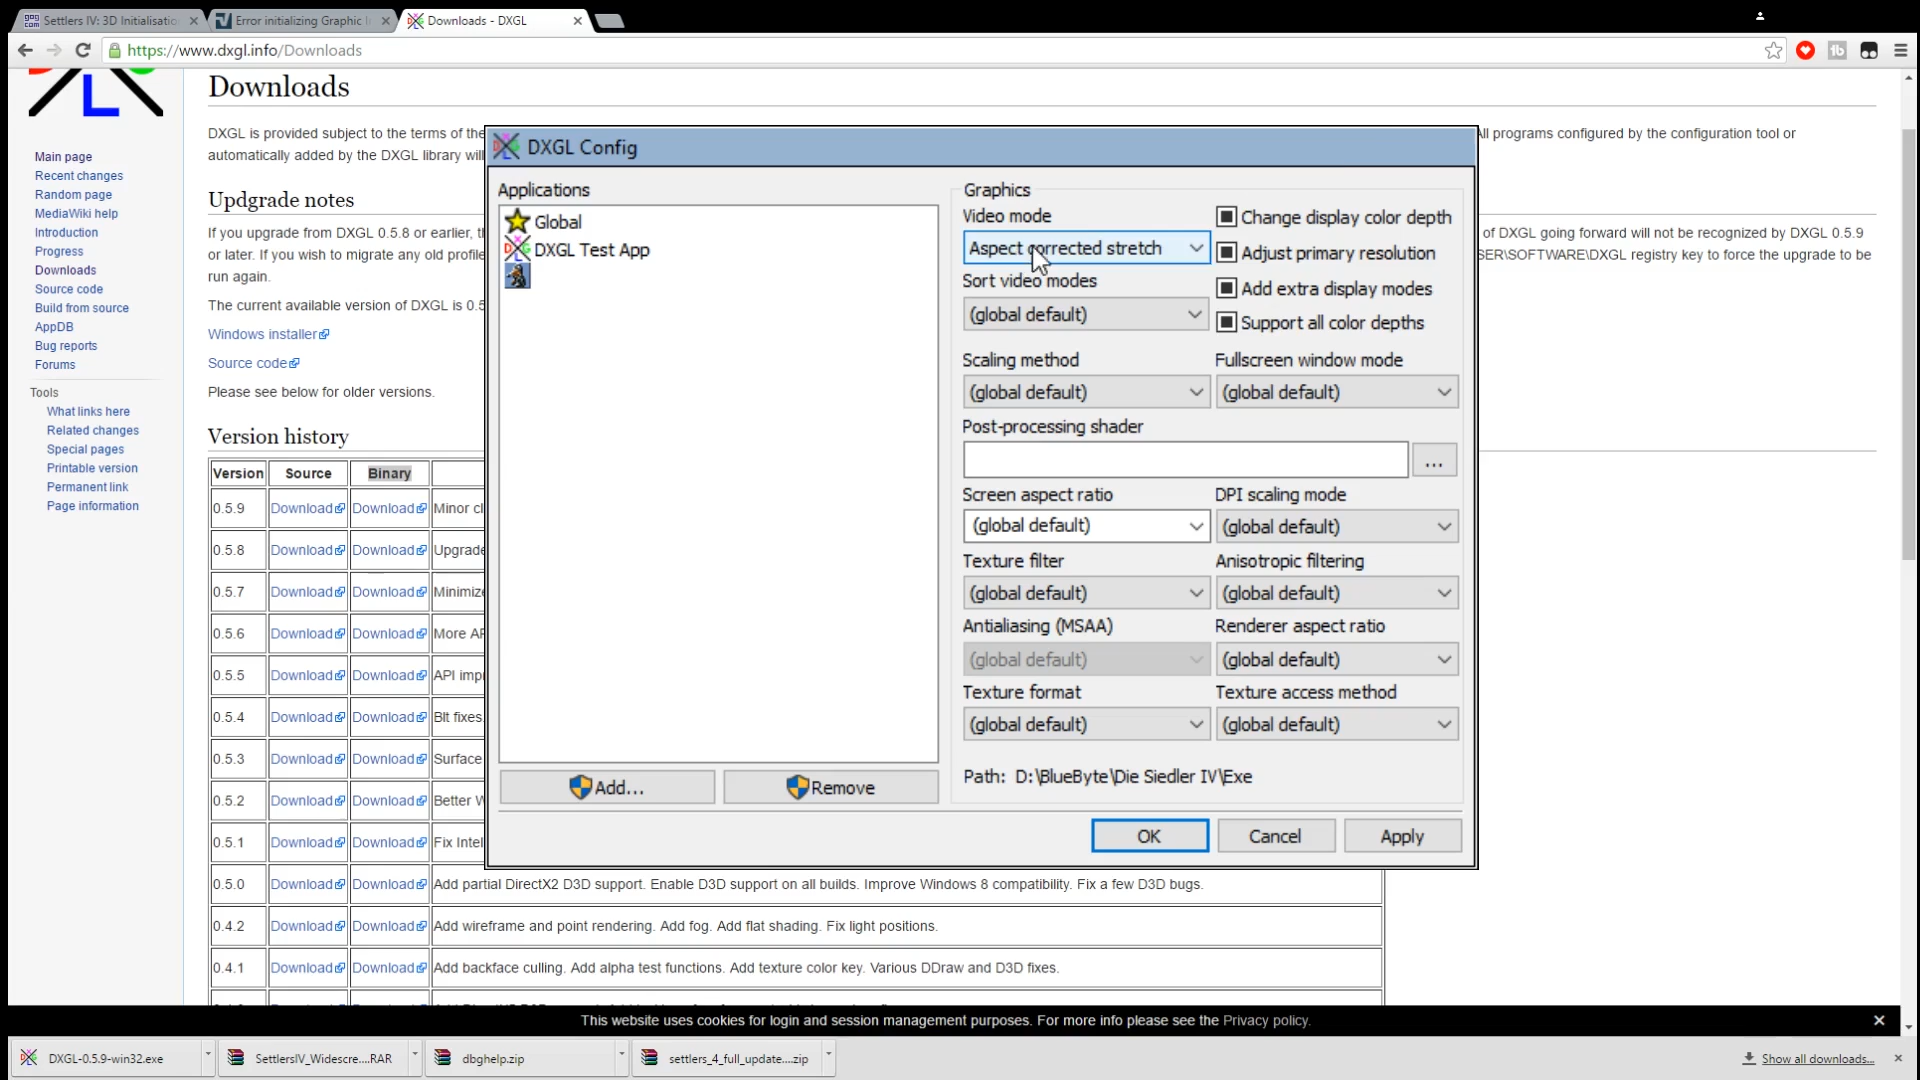 Settlers IV: 3D Initialisatio
Error initializing Graphic I
Downloads - DXGL
https://www.dxgl.info/Downloads
L
Main page
Recent changes
Random page
MediaWiki help
Introduction
Progress
Downloads
Source code
Build from source
AppDB
Bug reports
Forums
Tools
What links here
Related changes
Special pages
Printable version
Permanent link
Page information
Downloads
DXGL is provided subject to the terms of the
ll programs configured by the configuration tool or
automatically added by the DXGL library will
Updgrade notes
If you upgrade from DXGL 0.5.8 or earlier, t
of DXGL going forward will not be recognized by DXGL 0.5.9
or later. If you wish to migrate any old profile
SER\SOFTWARE\DXGL registry key to force the upgrade to be
run again.
The current available version of DXGL is 0.5
Windows installer
Source code
Please see below for older versions.
Version history
Version Source Binary
0.5.9 Download Download Minor cl
0.5.8 Download Download Upgrade
0.5.7 Download Download Minimize
0.5.6 Download Download More AP
0.5.5 Download Download API imp
0.5.4 Download Download Blt fixes
0.5.3 Download Download Surface
0.5.2 Download Download Better W
0.5.1 Download Download Fix Intel
0.5.0 Download Download Add partial DirectX2 D3D support. Enable D3D support on all builds. Improve Windows 8 compatibility. Fix a few D3D bugs.
0.4.2 Download Download Add wireframe and point rendering. Add fog. Add flat shading. Fix light positions.
0.4.1 Download Download Add backface culling. Add alpha test functions. Add texture color key. Various DDraw and D3D fixes.
DXGL Config
Applications
Global
DXGL Test App
Add...
Remove
Graphics
Video mode
Aspect corrected stretch
Change display color depth
Adjust primary resolution
Sort video modes
(global default)
Add extra display modes
Support all color depths
Scaling method
Fullscreen window mode
(global default)
(global default)
Post-processing shader
...
Screen aspect ratio
DPI scaling mode
(global default)
(global default)
Texture filter
Anisotropic filtering
(global default)
(global default)
Antialiasing (MSAA)
Renderer aspect ratio
(global default)
(global default)
Texture format
Texture access method
(global default)
(global default)
Path: D:\BlueByte\Die Siedler IV\Exe
OK
Cancel
Apply
This website uses cookies for login and session management purposes. For more info please see the Privacy policy.
DXGL-0.5.9-win32.exe
SettlersIV_Widescre....RAR
dbghelp.zip
settlers_4_full_update....zip
Show all downloads...